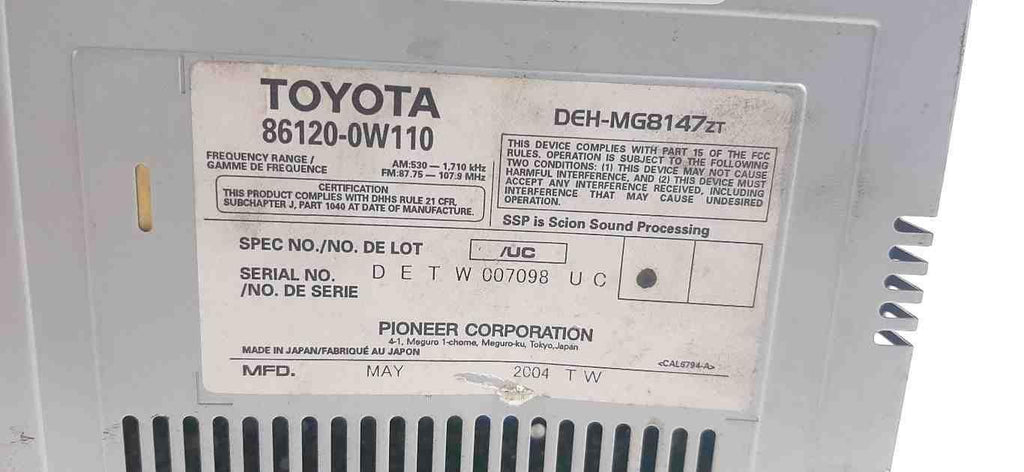 TOYOTA
86120-0W110
DEH-MG8147ZT
FREQUENCY RANGE / AM:530 — 1,710 kHz
GAMME DE FREQUENCE FM:87.75 — 107.9 MHz
CERTIFICATION
THIS PRODUCT COMPLIES WITH DHHS RULE 21 CFR,
SUBCHAPTER J, PART 1040 AT DATE OF MANUFACTURE.
THIS DEVICE COMPLIES WITH PART 15 OF THE FCC
RULES. OPERATION IS SUBJECT TO THE FOLLOWING
TWO CONDITIONS: (1) THIS DEVICE MAY NOT CAUSE
HARMFUL INTERFERENCE, AND (2) THIS DEVICE MUST
ACCEPT ANY INTERFERENCE RECEIVED, INCLUDING
INTERFERENCE THAT MAY CAUSE UNDESIRED
OPERATION.
SSP is Scion Sound Processing
SPEC NO./NO. DE LOT /UC
SERIAL NO. D E T W 007098 U C
/NO. DE SERIE
PIONEER CORPORATION
4-1, Meguro 1-chome, Meguro-ku, Tokyo, Japan
MADE IN JAPAN/FABRIQUÉ AU JAPON <CAL6794-A>
MFD. MAY 2004 T W